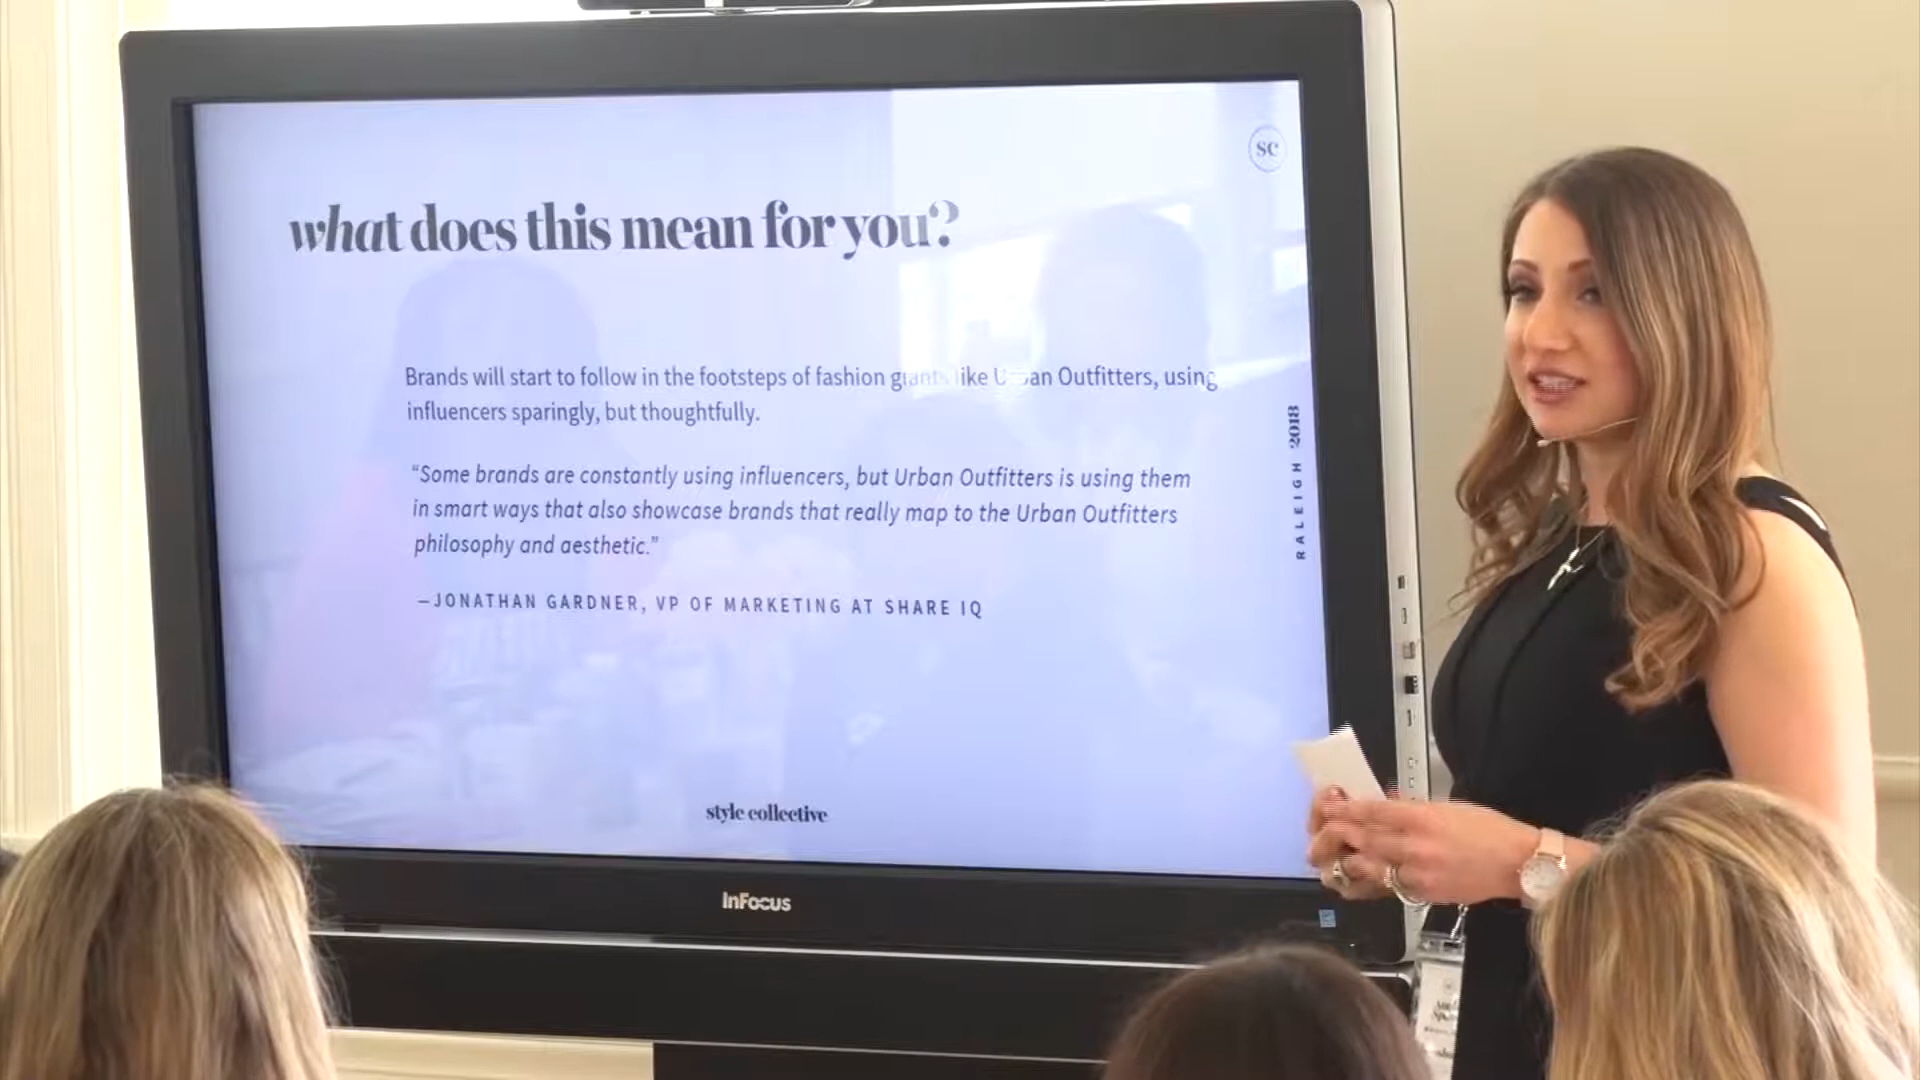 sc
what does this mean for you?
Brands will start to follow in the footsteps of fashion giants like Urban Outfitters, using
influencers sparingly, but thoughtfully.
“Some brands are constantly using influencers, but Urban Outfitters is using them
in smart ways that also showcase brands that really map to the Urban Outfitters
philosophy and aesthetic.”
—JONATHAN GARDNER, VP OF MARKETING AT SHARE IQ
RALEIGH 2018
style collective
InFocus